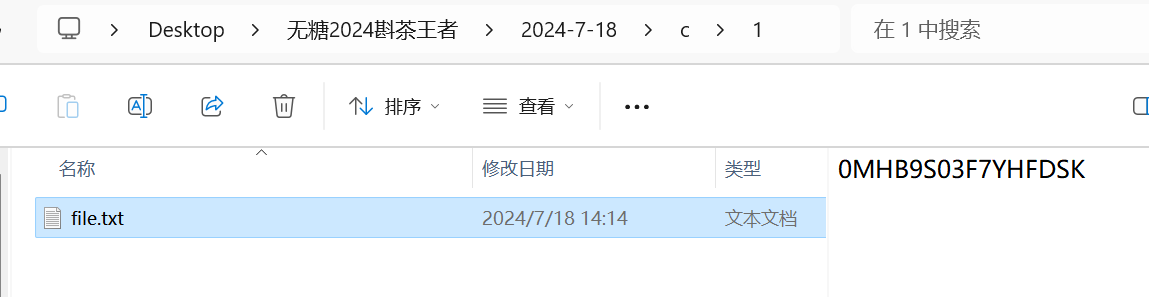 Desktop > 无糖2024斟茶王者 > 2024-7-18 > c > 1 在 1 中搜索
排序 查看
名称 修改日期 类型 0MHB9S03F7YHFDSK
file.txt 2024/7/18 14:14 文本文档